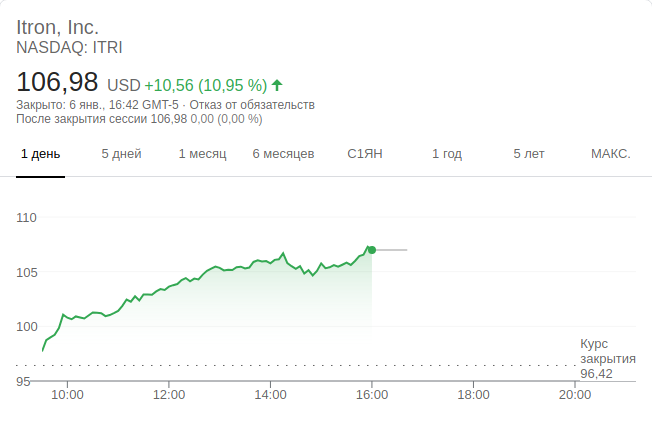 Itron, Inc.
NASDAQ: ITRI
106,98 USD +10,56 (10,95 %)
Закрыто: 6 янв., 16:42 GMT-5 · Отказ от обязательств
После закрытия сессии 106,98 0,00 (0,00 %)
1 день 5 дней 1 месяц 6 месяцев С1ЯН 1 год 5 лет МАКС.
110
105
100
Курс
закрытия
96,42
95
10:00 12:00 14:00 16:00 18:00 20:00